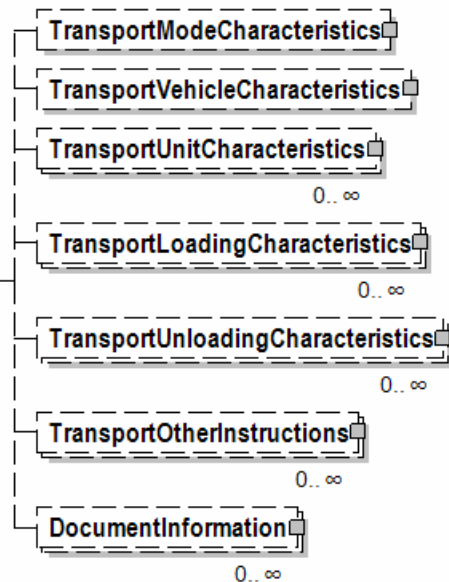 TransportModeCharacteristics
TransportVehicleCharacteristics
TransportUnitCharacteristics
0.. ∞
TransportLoadingCharacteristics
0.. ∞
TransportUnloadingCharacteristics
0.. ∞
TransportOtherInstructions
0.. ∞
DocumentInformation
0.. ∞